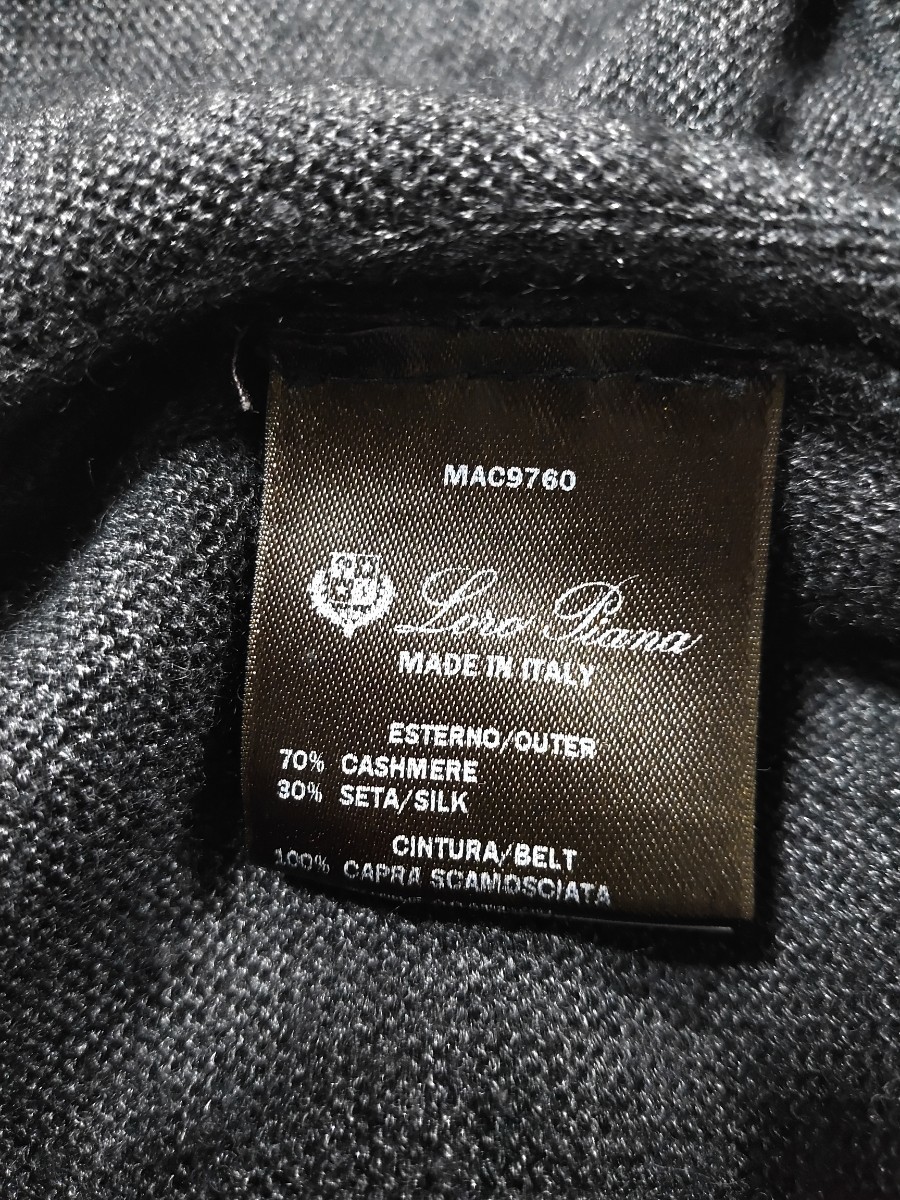 MAC9760
Loro Piana
MADE IN ITALY
ESTERNO/OUTER
70% CASHMERE
30% SETA/SILK
CINTURA/BELT
100% CAPRA SCAMOSCIATA